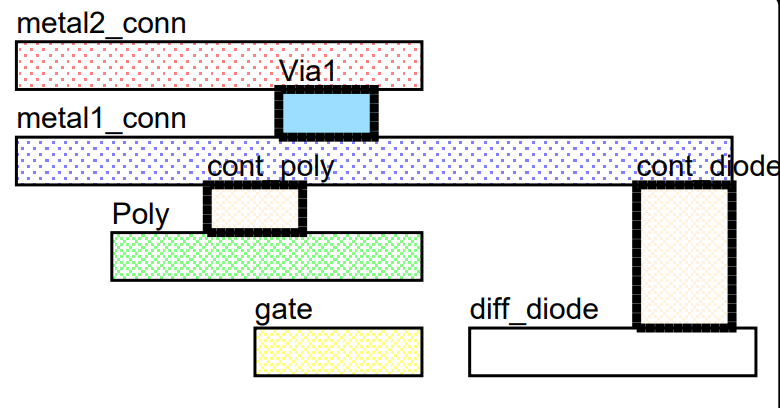 metal2_conn
Via1
metal1_conn
cont_poly
cont_diode
Poly
gate
diff_diode